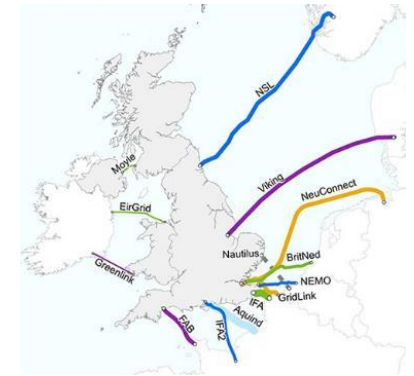 NSL
Moyle
Viking
EirGrid
NeuConnect
Greenlink
Nautilus
BritNed
NEMO
IFA
GridLink
Aquind
FAB
IFA2